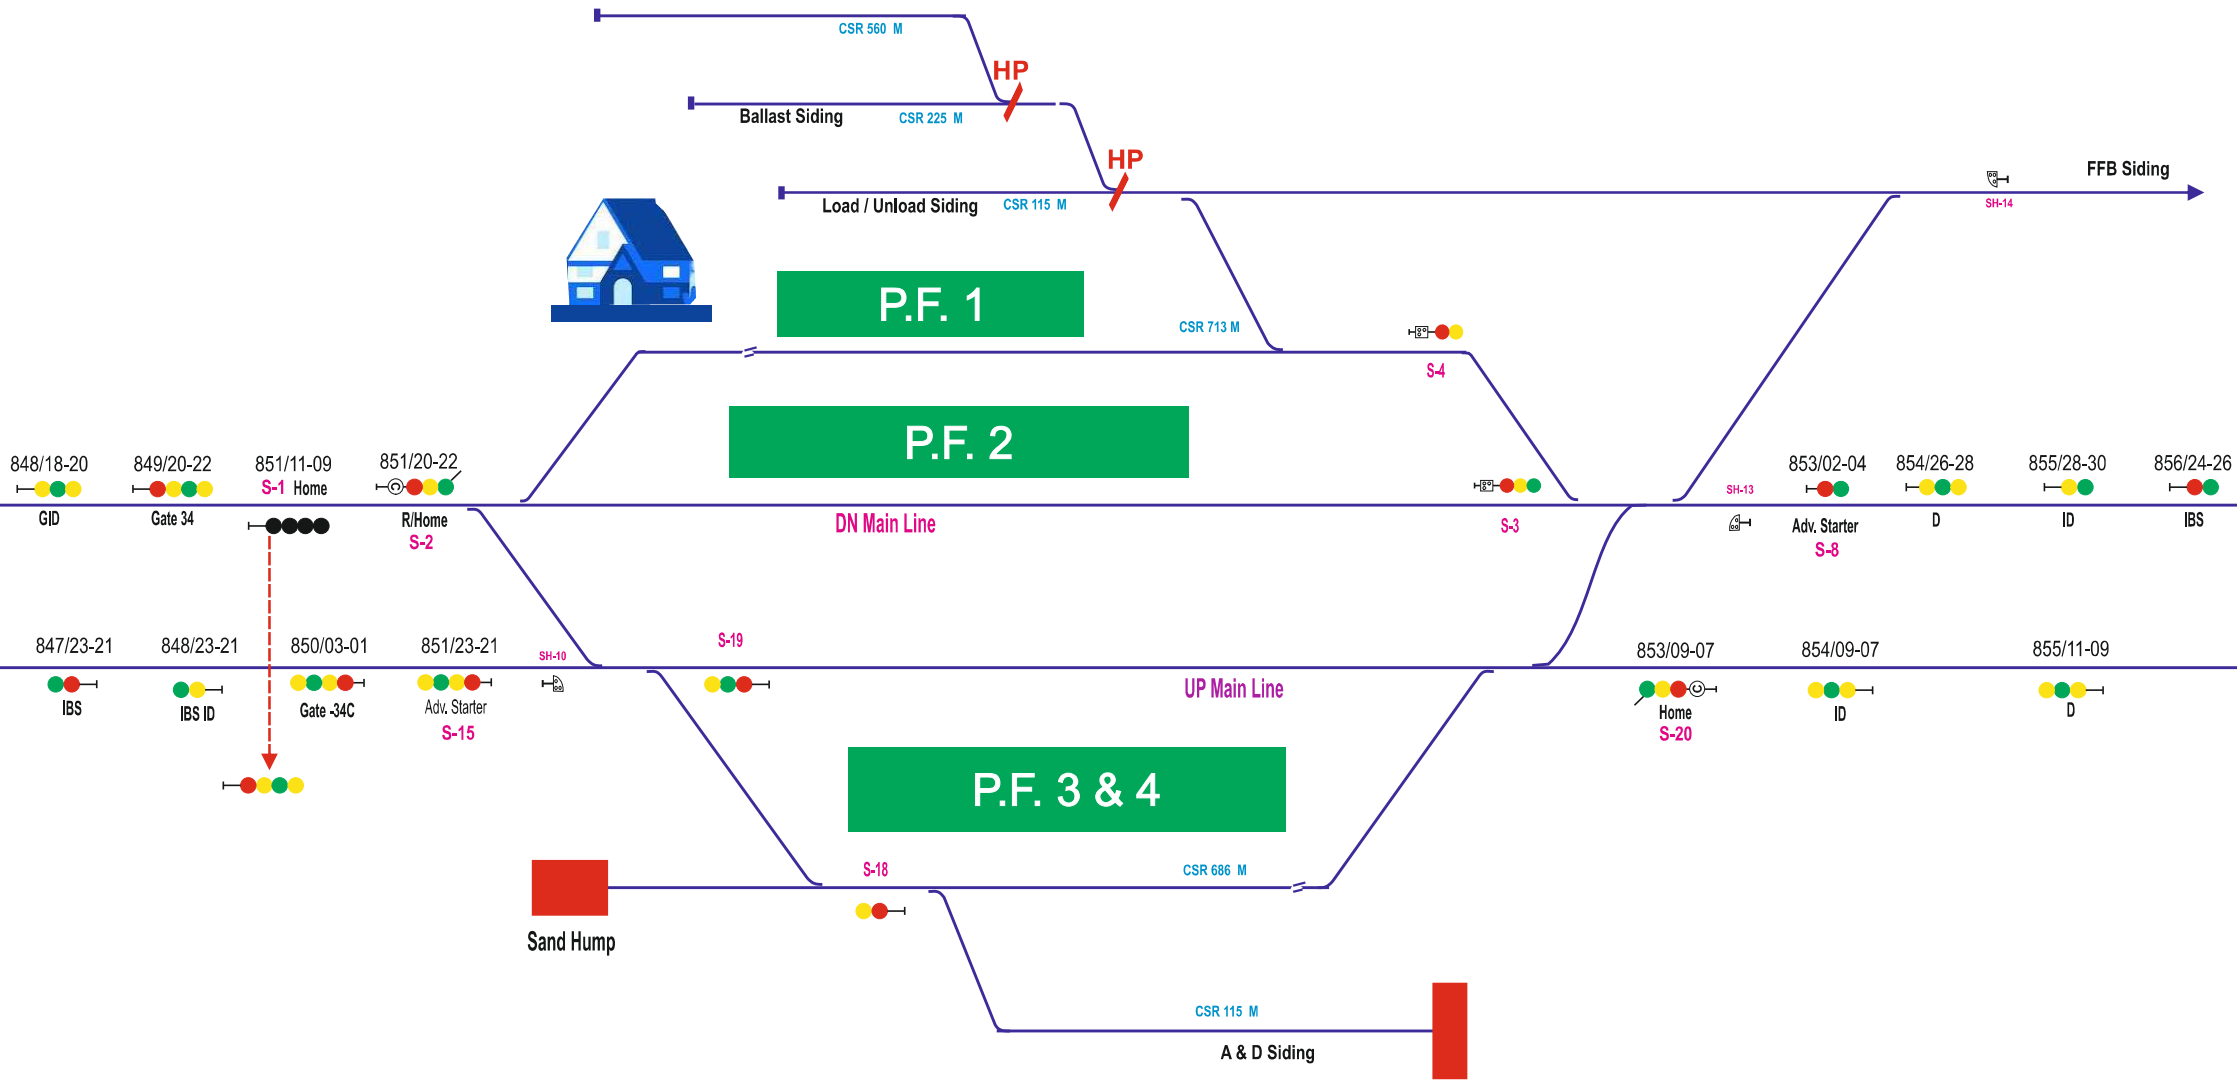 CSR 560 M
HP
Ballast Siding
CSR 225 M
HP
FFB Siding
Load / Unload Siding
CSR 115 M
SH-14
P.F. 1
CSR 713 M
S-4
P.F. 2
848/18-20
849/20-22
851/11-09
851/20-22
853/02-04
854/26-28
855/28-30
856/24-26
S-1 Home
SH-13
C
GID
Gate 34
R/Home
S-2
DN Main Line
S-3
Adv. Starter
S-8
D
ID
IBS
847/23-21
848/23-21
850/03-01
851/23-21
SH-10
S-19
853/09-07
854/09-07
855/11-09
UP Main Line
C
IBS
IBS ID
Gate -34C
Adv. Starter
S-15
Home
S-20
ID
D
P.F. 3 & 4
S-18
CSR 686 M
Sand Hump
CSR 115 M
A & D Siding